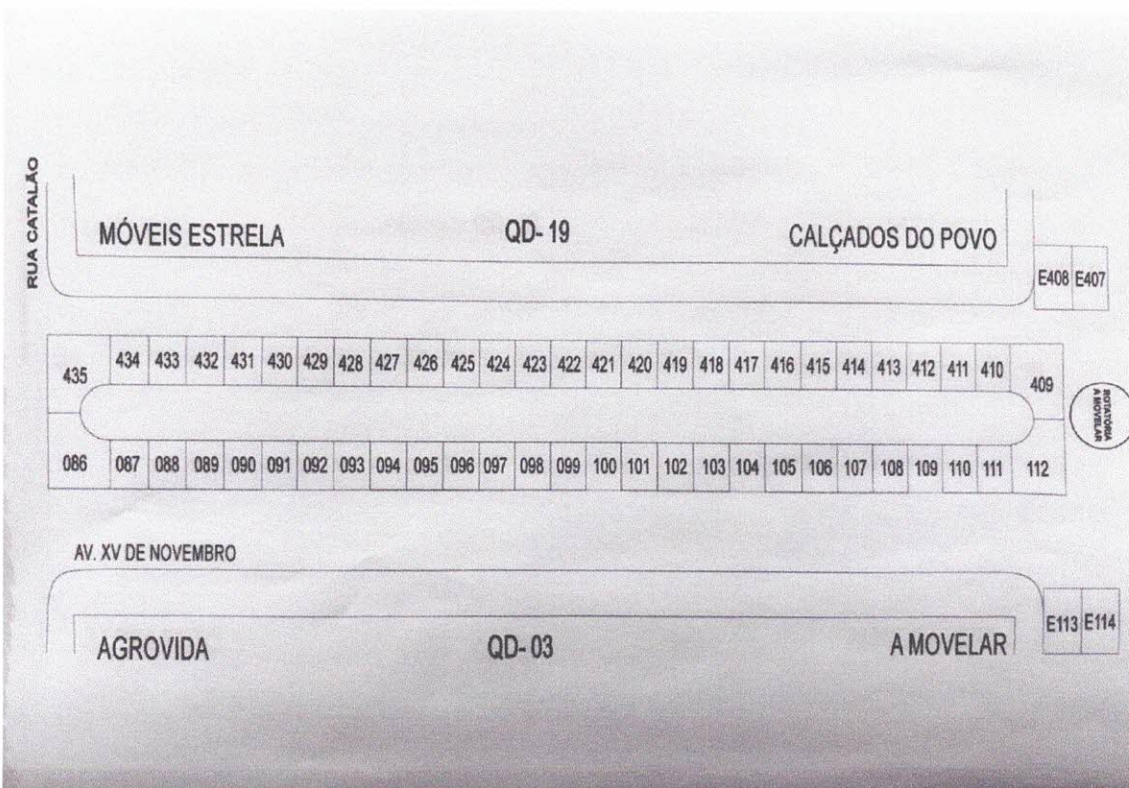 RUA CATALÃO
MÓVEIS ESTRELA QD- 19 CALÇADOS DO POVO
E408 E407
435 434 433 432 431 430 429 428 427 426 425 424 423 422 421 420 419 418 417 416 415 414 413 412 411 410 409
ROTATÓRIA
A MOVELAR
086 087 088 089 090 091 092 093 094 095 096 097 098 099 100 101 102 103 104 105 106 107 108 109 110 111 112
AV. XV DE NOVEMBRO
E113 E114
AGROVIDA QD- 03 A MOVELAR